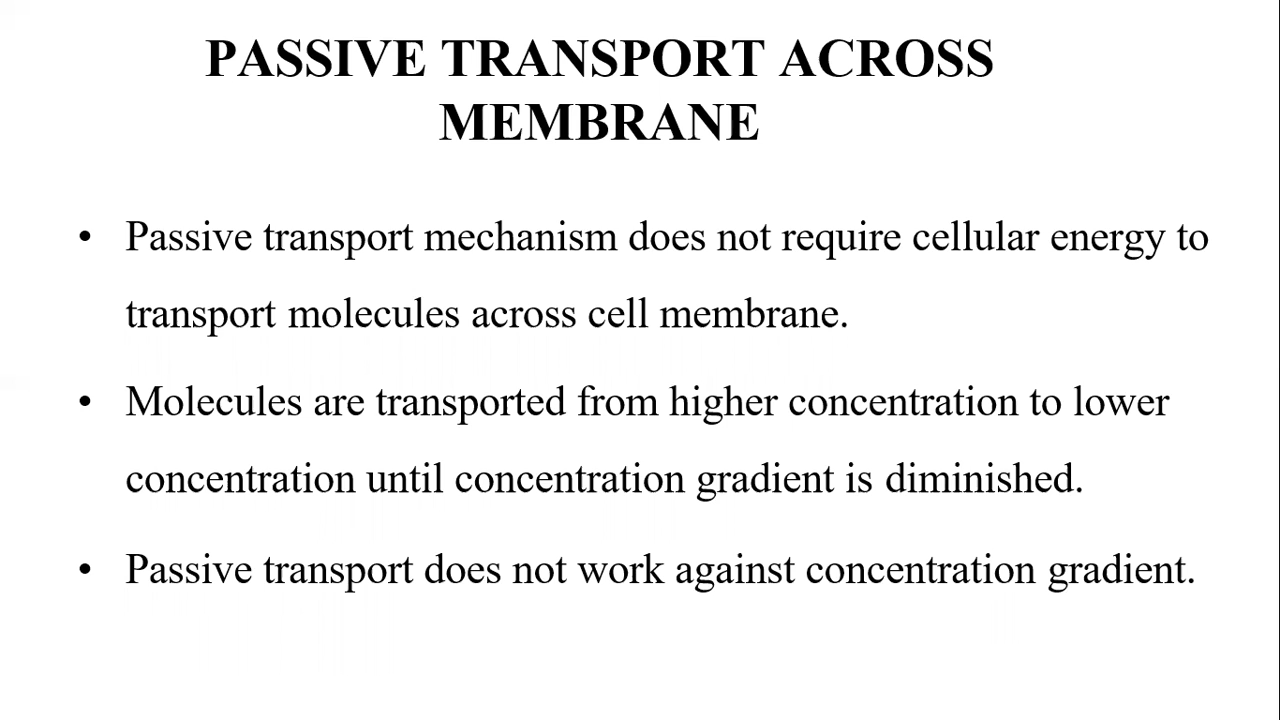 PASSIVE TRANSPORT ACROSS
MEMBRANE
• Passive transport mechanism does not require cellular energy to
transport molecules across cell membrane.
• Molecules are transported from higher concentration to lower
concentration until concentration gradient is diminished.
• Passive transport does not work against concentration gradient.